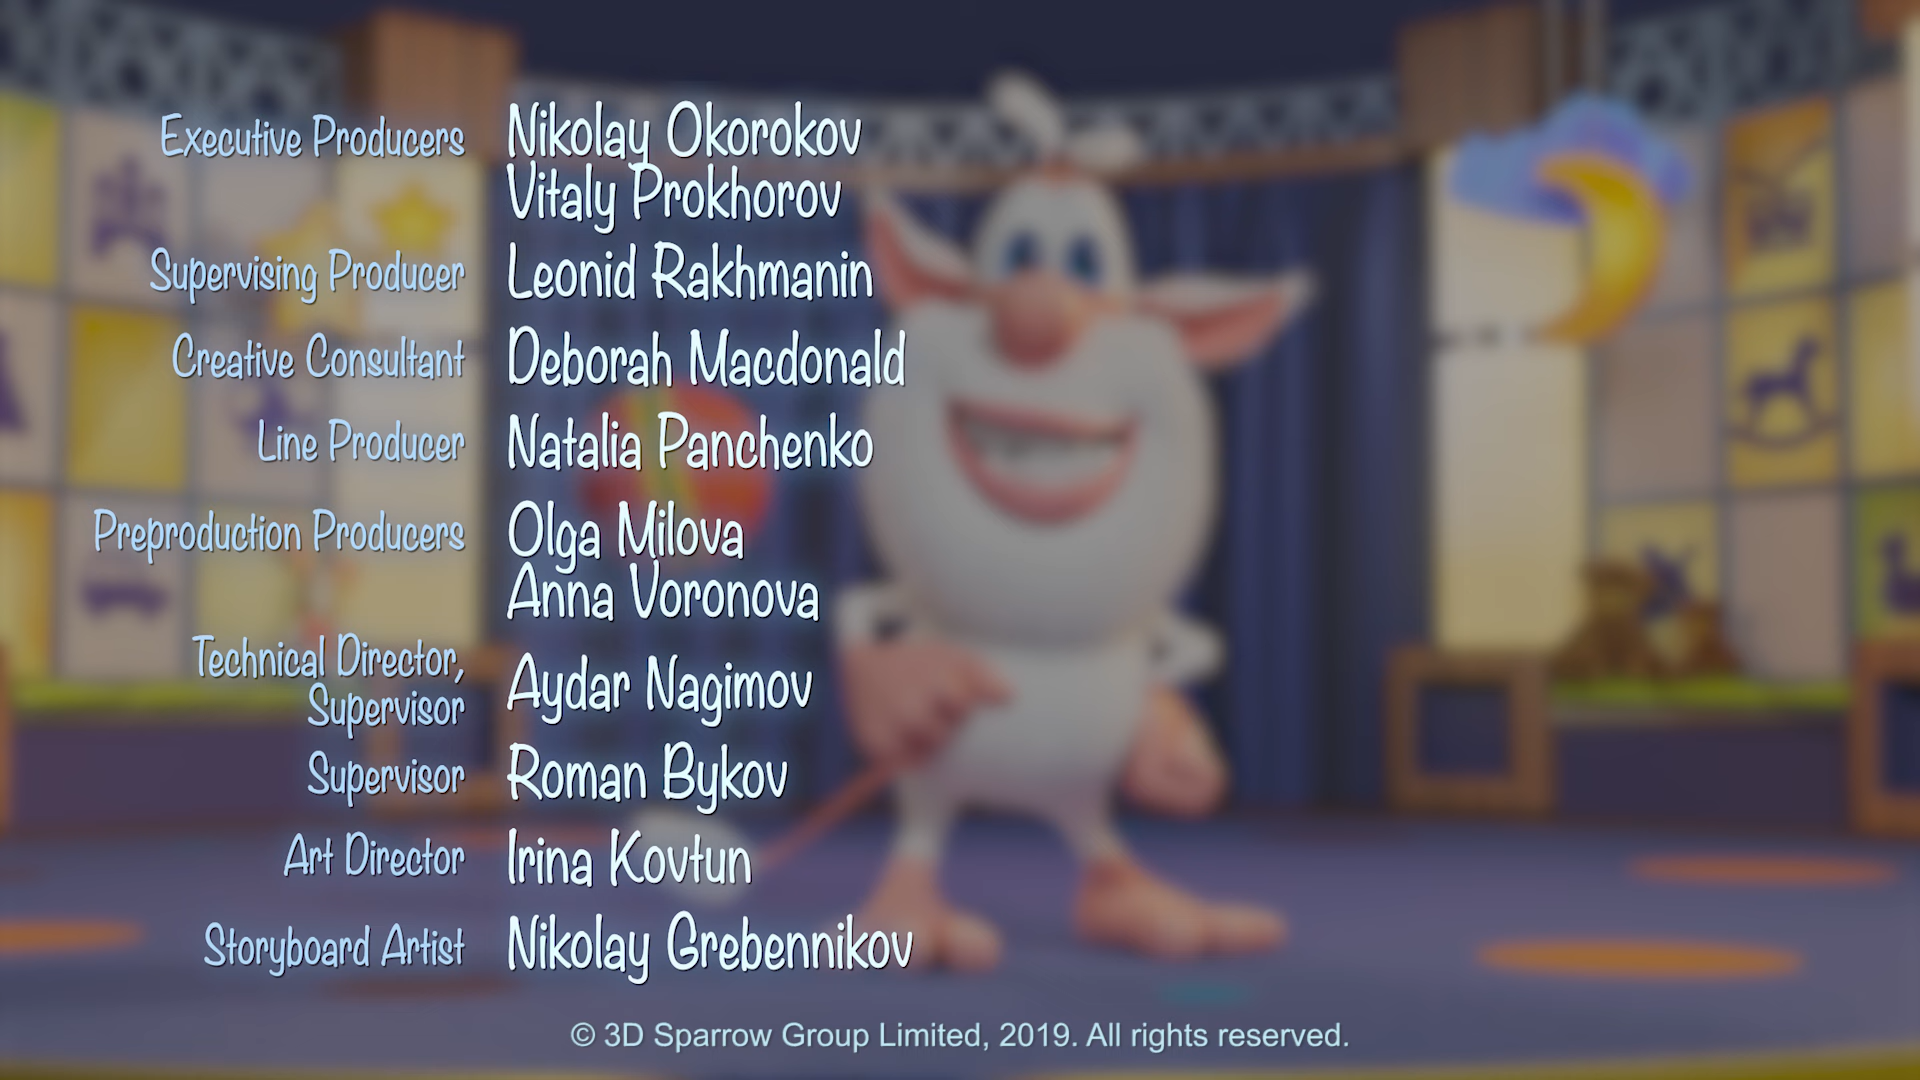 Executive Producers Nikolay Okorokov
Vitaly Prokhorov
Supervising Producer Leonid Rakhmanin
Creative Consultant Deborah Macdonald
Line Producer Natalia Panchenko
Preproduction Producers Olga Milova
Anna Voronova
Technical Director,
Supervisor Aydar Nagimov
Supervisor Roman Bykov
Art Director Irina Kovtun
Storyboard Artist Nikolay Grebennikov
© 3D Sparrow Group Limited, 2019. All rights reserved.